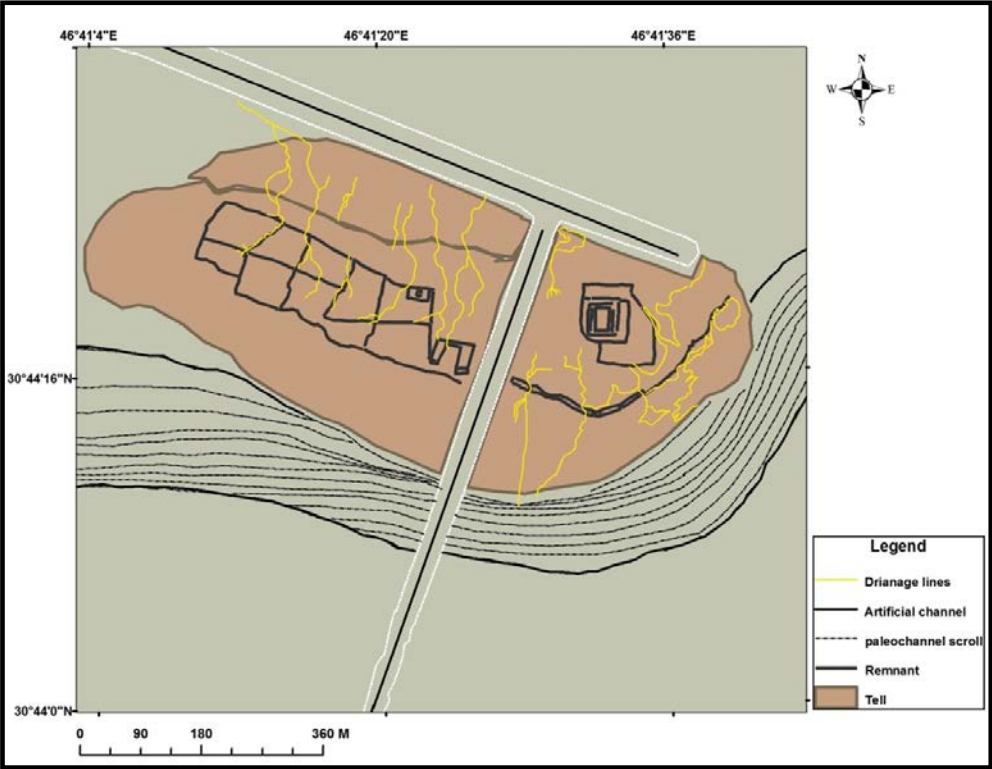 46°41'4"E 46°41'20"E 46°41'36"E
N
W E
S
30°44'16"N
Legend
Drianage lines
Artificial channel
paleochannel scroll
Remnant
Tell
30°44'0"N
0 90 180 360 M